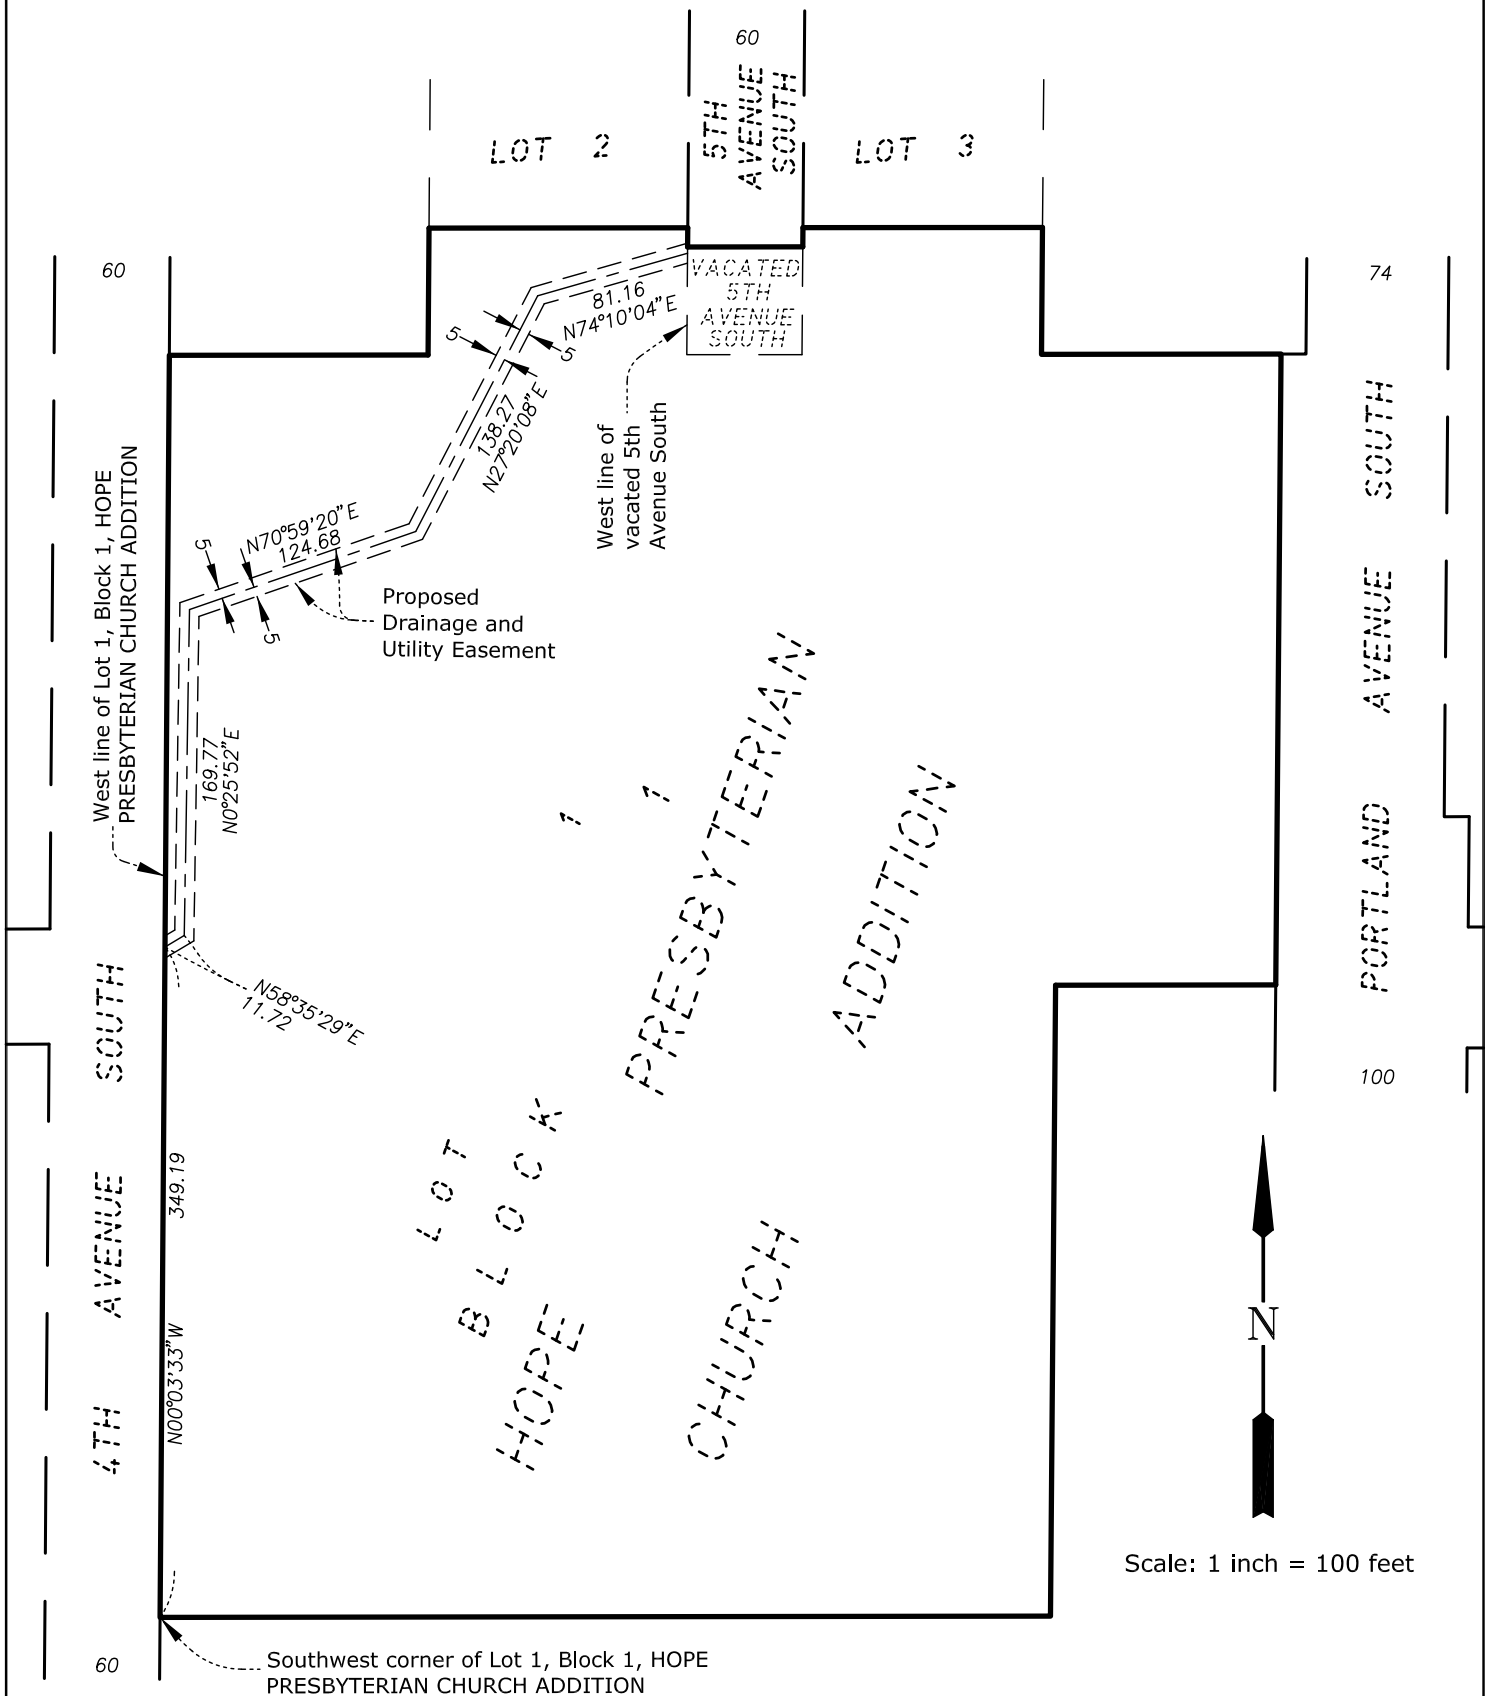 60
5TH
AVENUE
SOUTH
LOT 2
LOT 3
60
74
VACATED
5TH
AVENUE
SOUTH
81.16
N74°10'04"E
5
5
138.27
N27°20'08"E
West line of
vacated 5th
Avenue South
West line of Lot 1, Block 1, HOPE
PRESBYTERIAN CHURCH ADDITION
N70°59'20"E
124.68
5
5
Proposed
Drainage and
Utility Easement
169.77
N0°25'52"E
N58°35'29"E
11.72
349.19
N00°03'33"W
4TH AVENUE SOUTH
PORTLAND AVENUE SOUTH
100
LOT 1
BLOCK 1
HOPE PRESBYTERIAN
CHURCH ADDITION
N
Scale: 1 inch = 100 feet
60
Southwest corner of Lot 1, Block 1, HOPE
PRESBYTERIAN CHURCH ADDITION